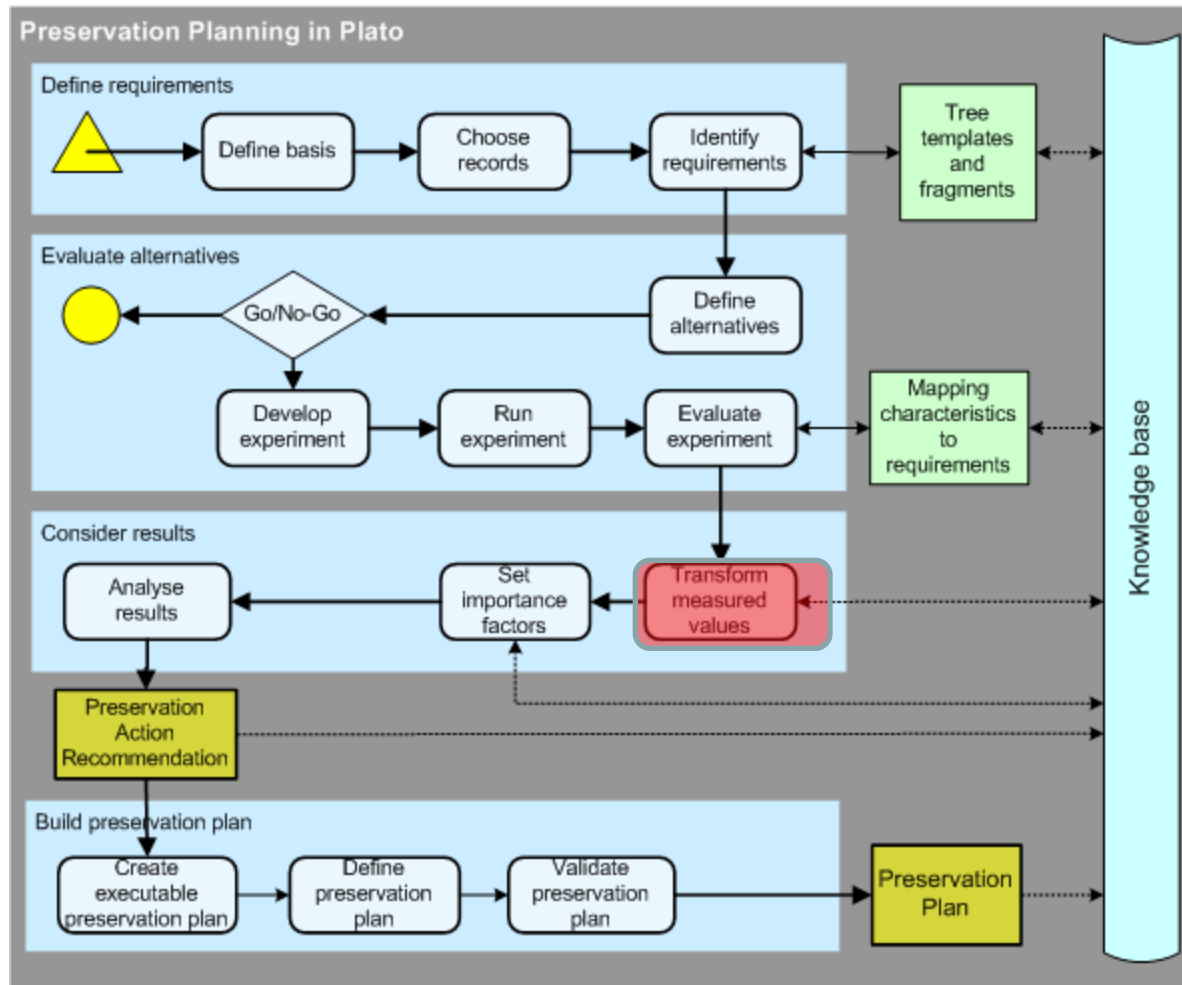 Preservation Planning in Plato
Define requirements
Define basis
Choose
records
Identify
requirements
Tree
templates
and
fragments
Evaluate alternatives
Go/No-Go
Define
alternatives
Develop
experiment
Run
experiment
Evaluate
experiment
Mapping
characteristics
to
requirements
Knowledge base
Consider results
Analyse
results
Set
importance
factors
Transform
measured
values
Preservation
Action
Recommendation
Build preservation plan
Create
executable
preservation plan
Define
preservation
plan
Validate
preservation
plan
Preservation
Plan